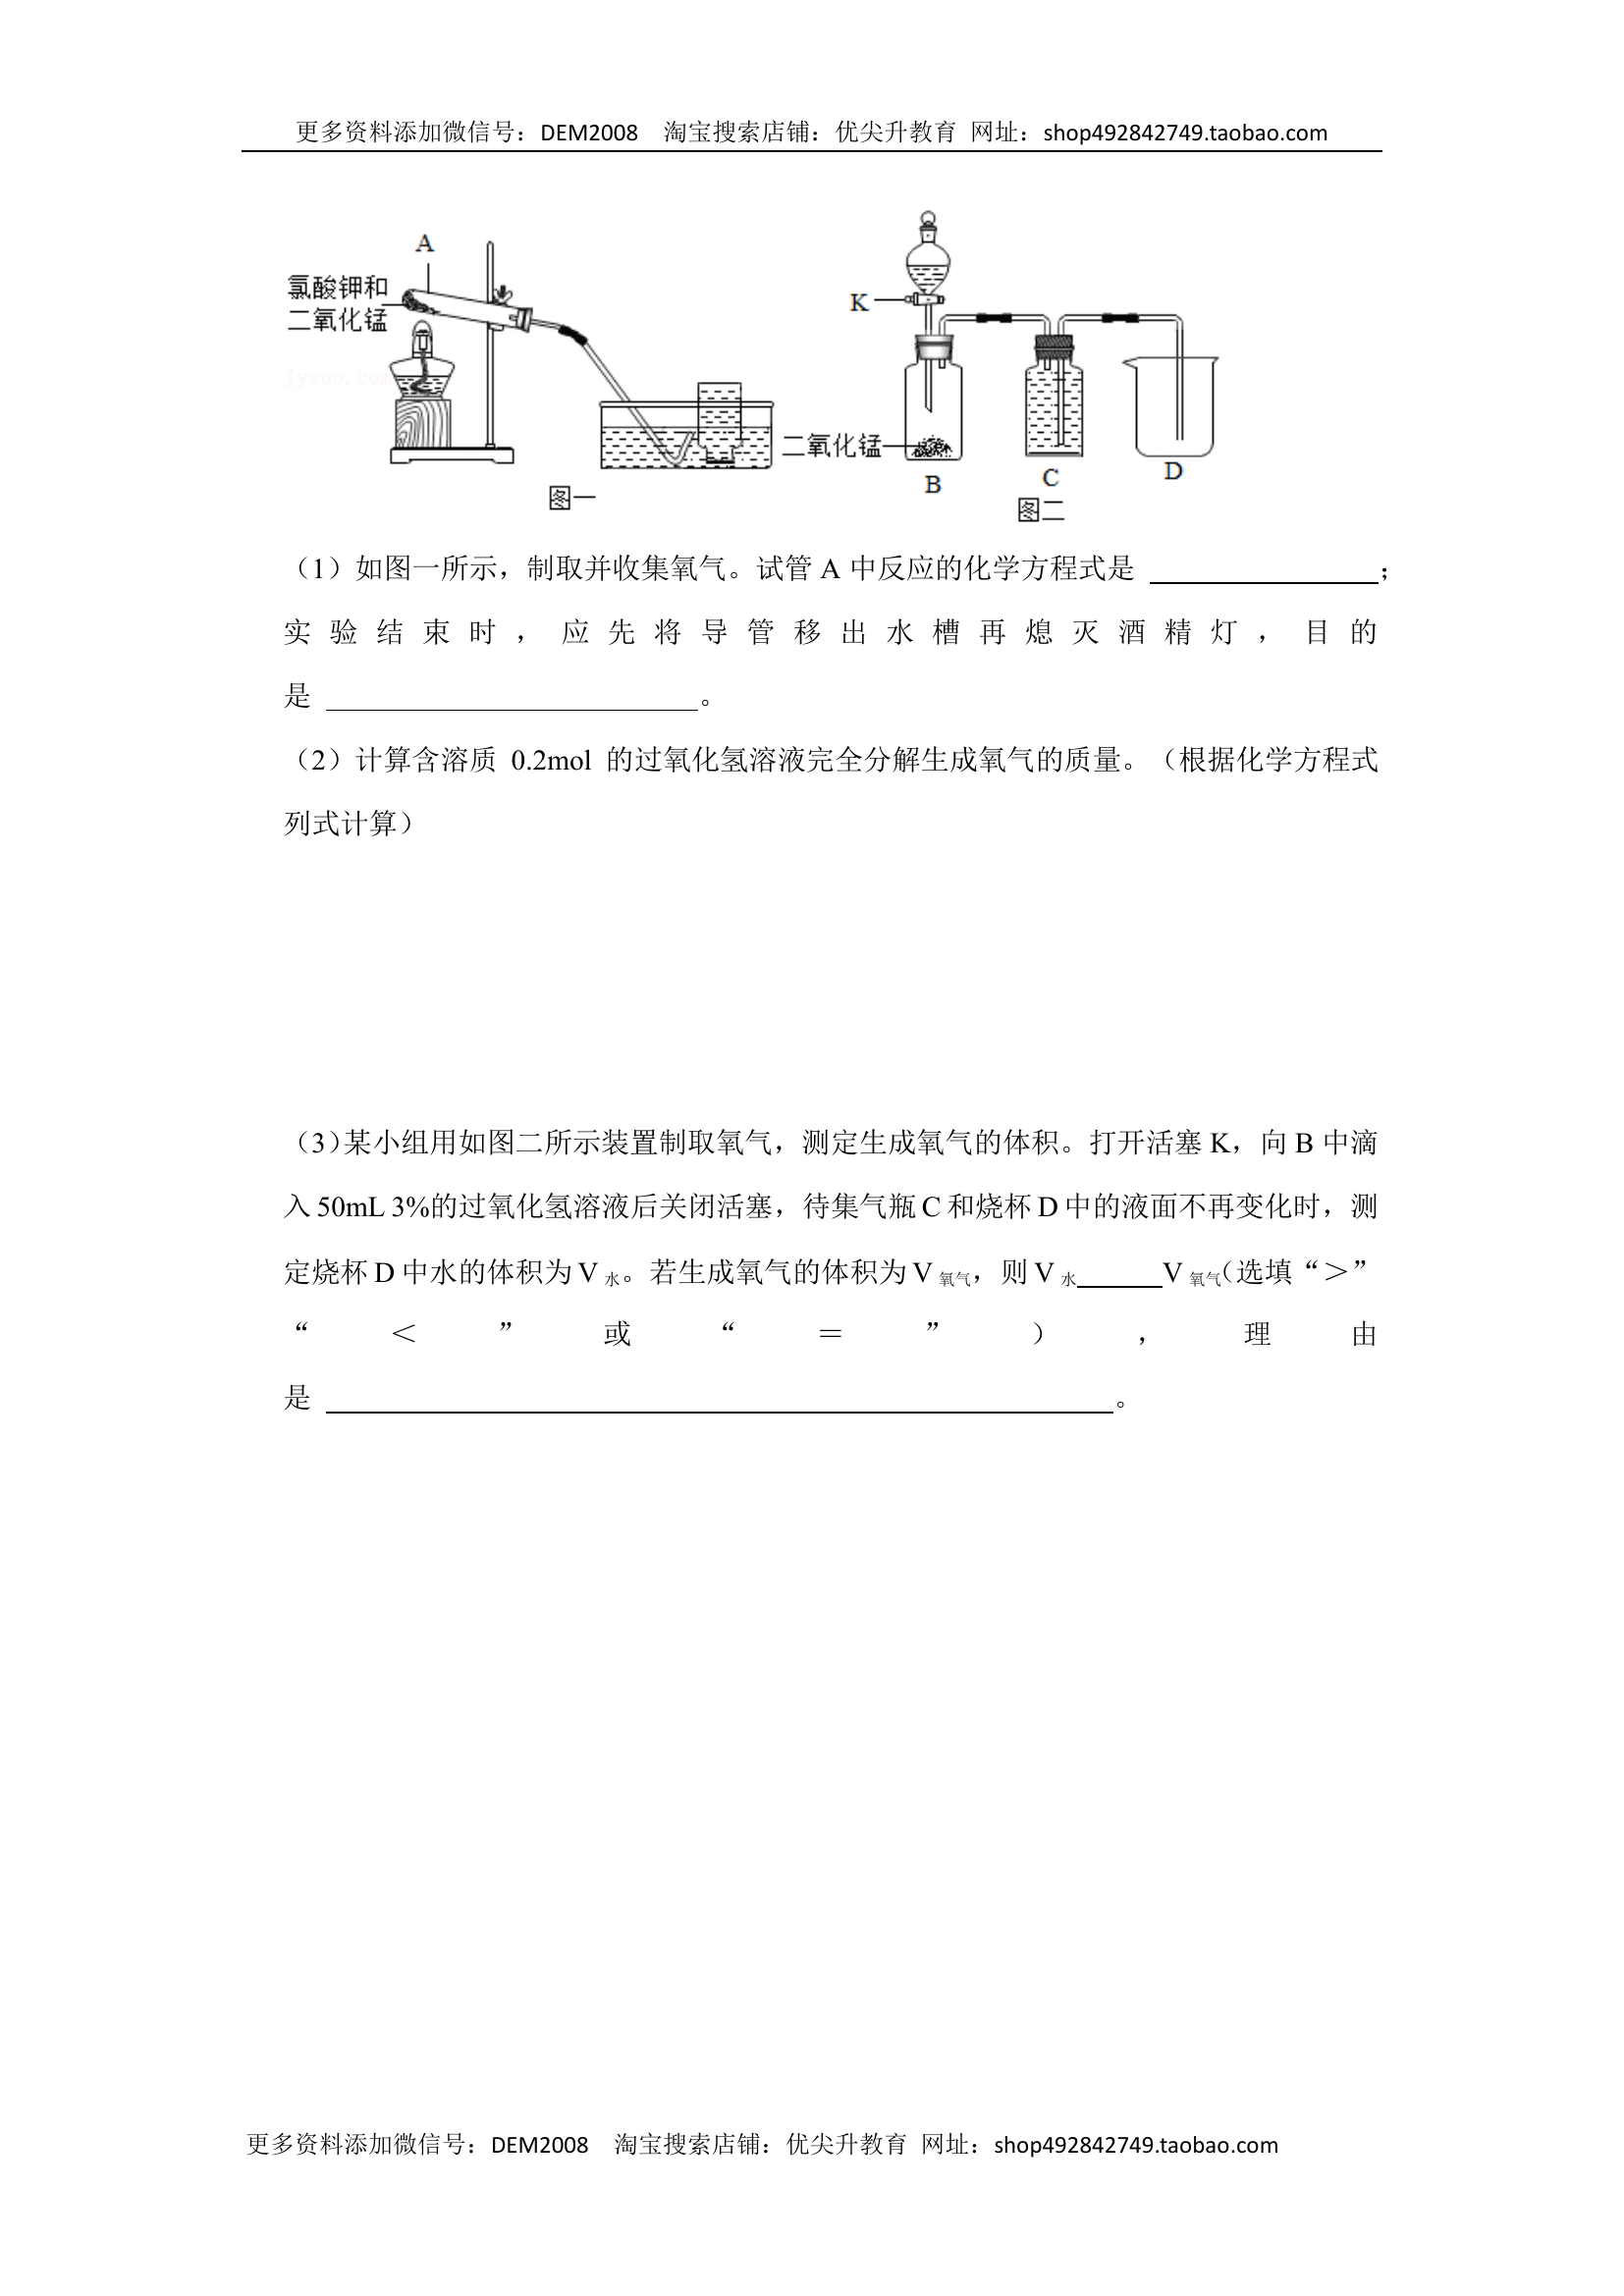 更多资料添加微信号：DEM2008 淘宝搜索店铺：优尖升教育 网址：shop492842749.taobao.com
A
氯酸钾和
二氧化锰
Jyeoo.com
图一
K
二氧化锰
B
C
D
图二
（1）如图一所示，制取并收集氧气。试管 A 中反应的化学方程式是 ________；
实验结束时，应先将导管移出水槽再熄灭酒精灯，目的
是 ________。
（2）计算含溶质 0.2mol 的过氧化氢溶液完全分解生成氧气的质量。（根据化学方程式
列式计算）
（3）某小组用如图二所示装置制取氧气，测定生成氧气的体积。打开活塞 K，向 B 中滴
入 50mL 3%的过氧化氢溶液后关闭活塞，待集气瓶 C 和烧杯 D 中的液面不再变化时，测
定烧杯 D 中水的体积为 V 水。若生成氧气的体积为 V 氧气，则 V 水______V 氧气（选填“＞”
“＜”或“＝”），理由
是 ________。
更多资料添加微信号：DEM2008 淘宝搜索店铺：优尖升教育 网址：shop492842749.taobao.com